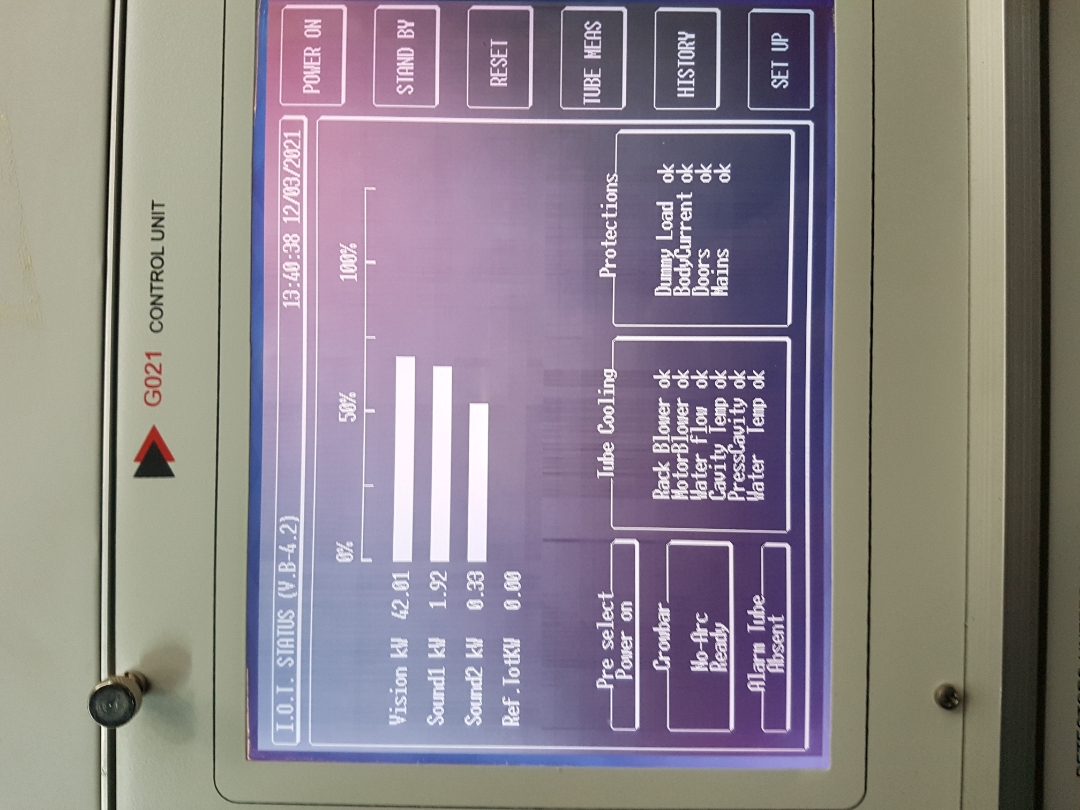 G021 CONTROL UNIT
I.O.T. STATUS (V.B-4.2) 13:40:38 12/03/2021
POWER ON
0% 50% 100%
Vision kW 42.01
STAND BY
Sound1 kW 1.92
Sound2 kW 0.33
RESET
Ref.TotKW 0.00
TUBE MEAS
Pre select
Power on
Crowbar
No-Arc
Ready
Alarm Tube
Absent
Tube Cooling
Rack Blower ok
MotorBlower ok
Water flow ok
Cavity Temp ok
PressCavity ok
Water Temp ok
Protections
Dummy Load ok
BodyCurrent ok
Doors ok
Mains ok
HISTORY
SET UP